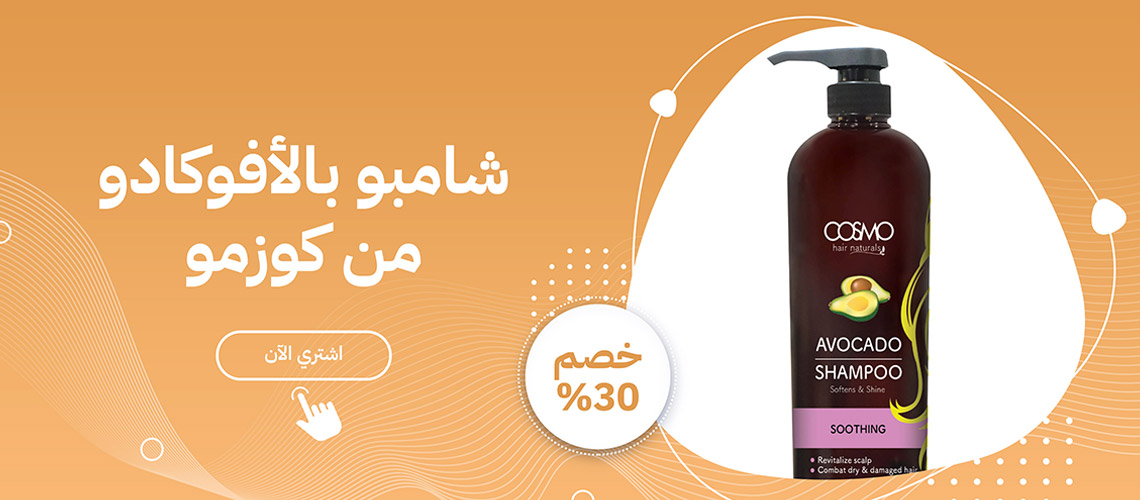 شامبو بالأفوكادو
من كوزمو
اشتري الآن
خصم
%30
COSMO
hair naturals
AVOCADO
SHAMPOO
Softens & Shine
SOOTHING
• Revitalize scalp
• Combat dry & damaged hair